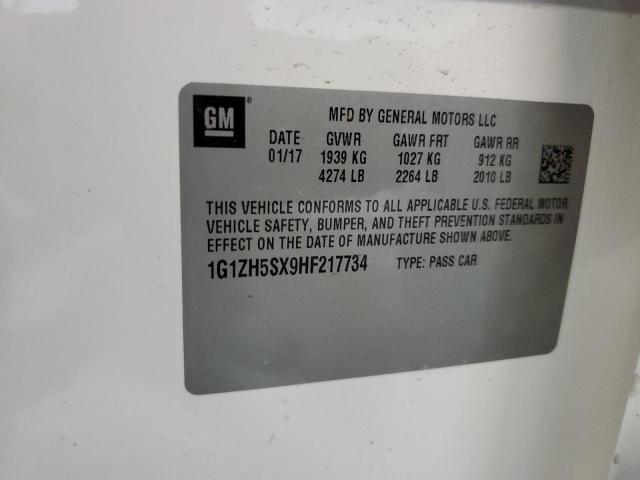 GM ®
MFD BY GENERAL MOTORS LLC
DATE GVWR GAWR FRT GAWR RR
01/17 1939 KG 1027 KG 912 KG
4274 LB 2264 LB 2010 LB
THIS VEHICLE CONFORMS TO ALL APPLICABLE U.S. FEDERAL MOTOR
VEHICLE SAFETY, BUMPER, AND THEFT PREVENTION STANDARDS IN
EFFECT ON THE DATE OF MANUFACTURE SHOWN ABOVE.
1G1ZH5SX9HF217734 TYPE: PASS CAR